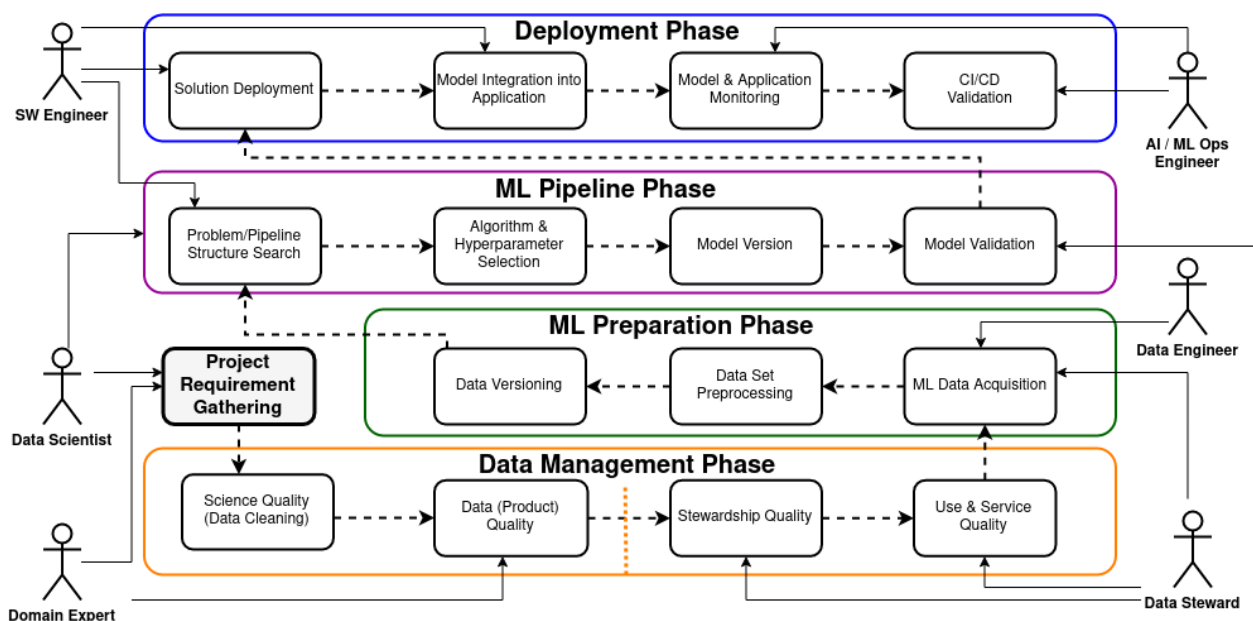 Deployment Phase
Solution Deployment
Model Integration into
Application
Model & Application
Monitoring
CI/CD
Validation
SW Engineer
AI / ML Ops
Engineer
ML Pipeline Phase
Problem/Pipeline
Structure Search
Algorithm &
Hyperparameter
Selection
Model Version
Model Validation
ML Preparation Phase
Data Versioning
Data Set
Preprocessing
ML Data Acquisition
Data Engineer
Project
Requirement
Gathering
Data Scientist
Data Management Phase
Science Quality
(Data Cleaning)
Data (Product)
Quality
Stewardship Quality
Use & Service
Quality
Domain Expert
Data Steward